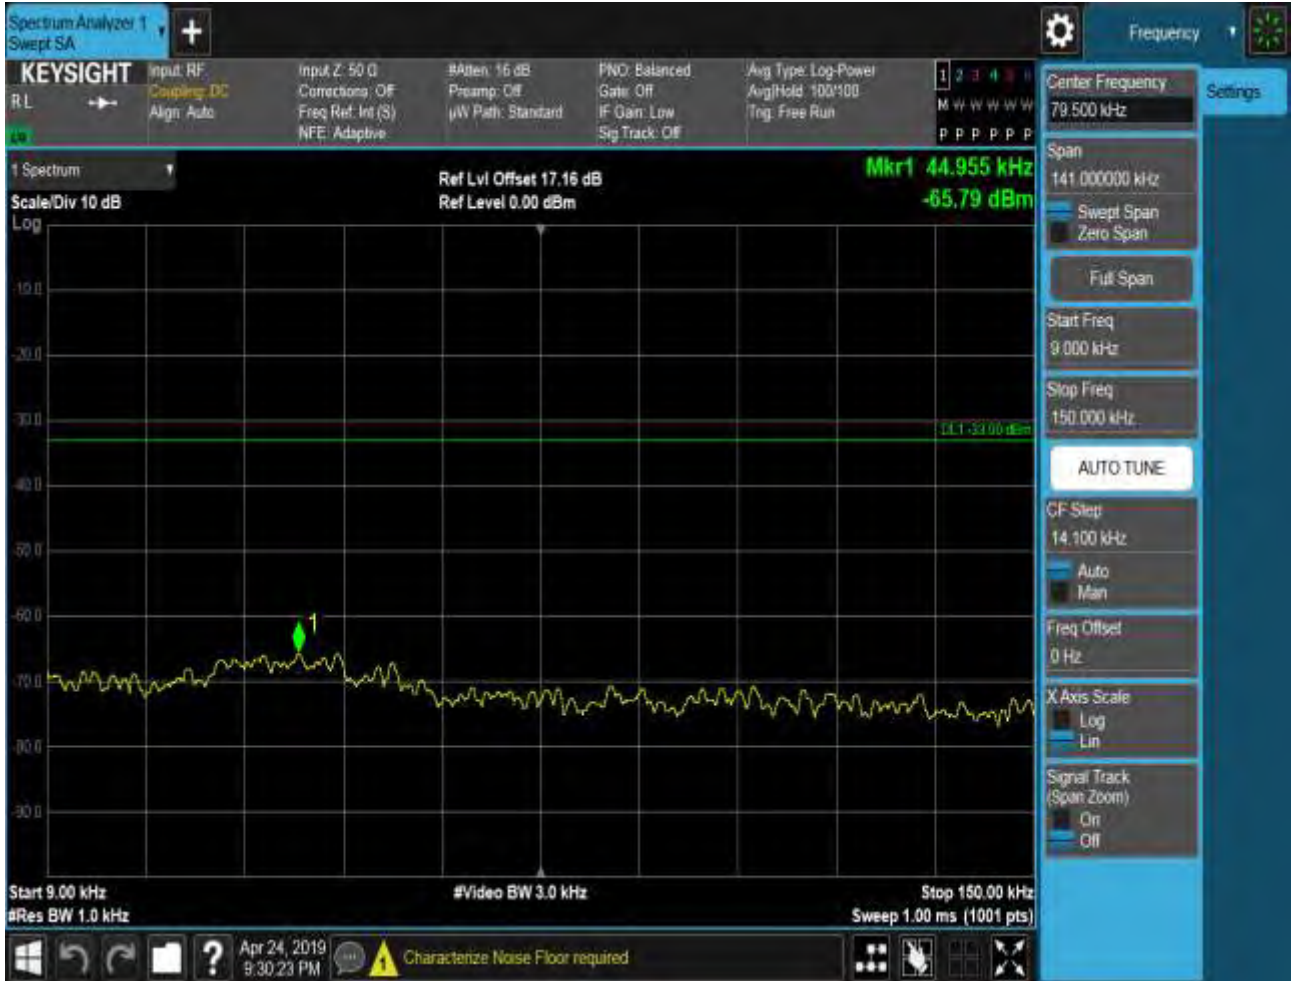 Spectrum Analyzer 1
Swept SA
Frequency
KEYSIGHT
RL
Input: RF
Coupling: DC
Align: Auto
Input Z: 50 Ω
Corrections: Off
Freq Ref: Int (S)
NFE: Adaptive
#Atten: 16 dB
Preamp: Off
µW Path: Standard
PNO: Balanced
Gate: Off
IF Gain: Low
Sig Track: Off
Avg Type: Log-Power
Avg|Hold: 100/100
Trig: Free Run
1 2 3 4 5 6
M W W W W W
P P P P P P
Center Frequency
79.500 kHz
Settings
1 Spectrum
Scale/Div 10 dB
Log
Ref Lvl Offset 17.16 dB
Ref Level 0.00 dBm
Mkr1 44.955 kHz
-65.79 dBm
Span
141.000000 kHz
Swept Span
Zero Span
Full Span
Start Freq
9.000 kHz
Stop Freq
150.000 kHz
AUTO TUNE
CF Step
14.100 kHz
Auto
Man
Freq Offset
0 Hz
X Axis Scale
Log
Lin
Signal Track
(Span Zoom)
On
Off
-10.0
-20.0
-30.0
DL1 -33.00 dBm
-40.0
-50.0
-60.0
1
-70.0
-80.0
-90.0
Start 9.00 kHz
#Video BW 3.0 kHz
Stop 150.00 kHz
#Res BW 1.0 kHz
Sweep 1.00 ms (1001 pts)
?
Apr 24, 2019
9:30:23 PM
Characterize Noise Floor required